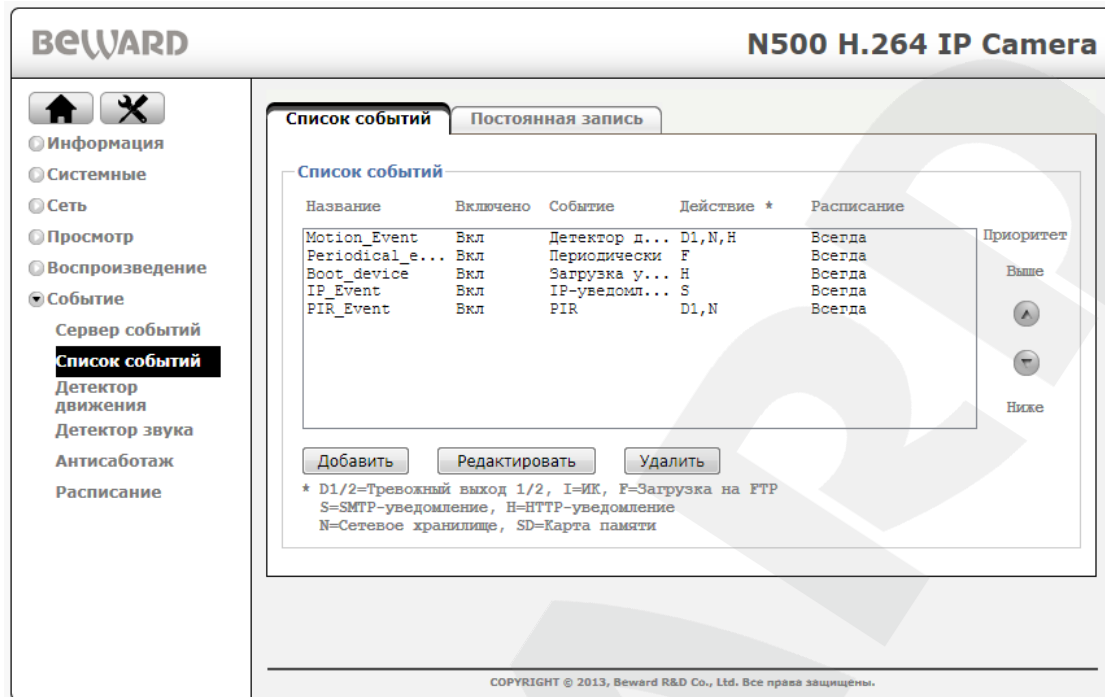 BEWARD
N500 H.264 IP Camera
Информация
Системные
Сеть
Просмотр
Воспроизведение
Событие
Сервер событий
Список событий
Детектор
движения
Детектор звука
Антисаботаж
Расписание
Список событий Постоянная запись
Список событий
Название Включено Событие Действие * Расписание
Motion_Event Вкл Детектор д... D1,N,H Всегда
Periodical_e... Вкл Периодически F Всегда
Boot_device Вкл Загрузка у... H Всегда
IP_Event Вкл IP-уведомл... S Всегда
PIR_Event Вкл PIR D1,N Всегда
Приоритет
Выше
Ниже
Добавить Редактировать Удалить
* D1/2=Тревожный выход 1/2, I=ИК, F=Загрузка на FTP
S=SMTP-уведомление, H=HTTP-уведомление
N=Сетевое хранилище, SD=Карта памяти
COPYRIGHT © 2013, Beward R&D Co., Ltd. Все права защищены.